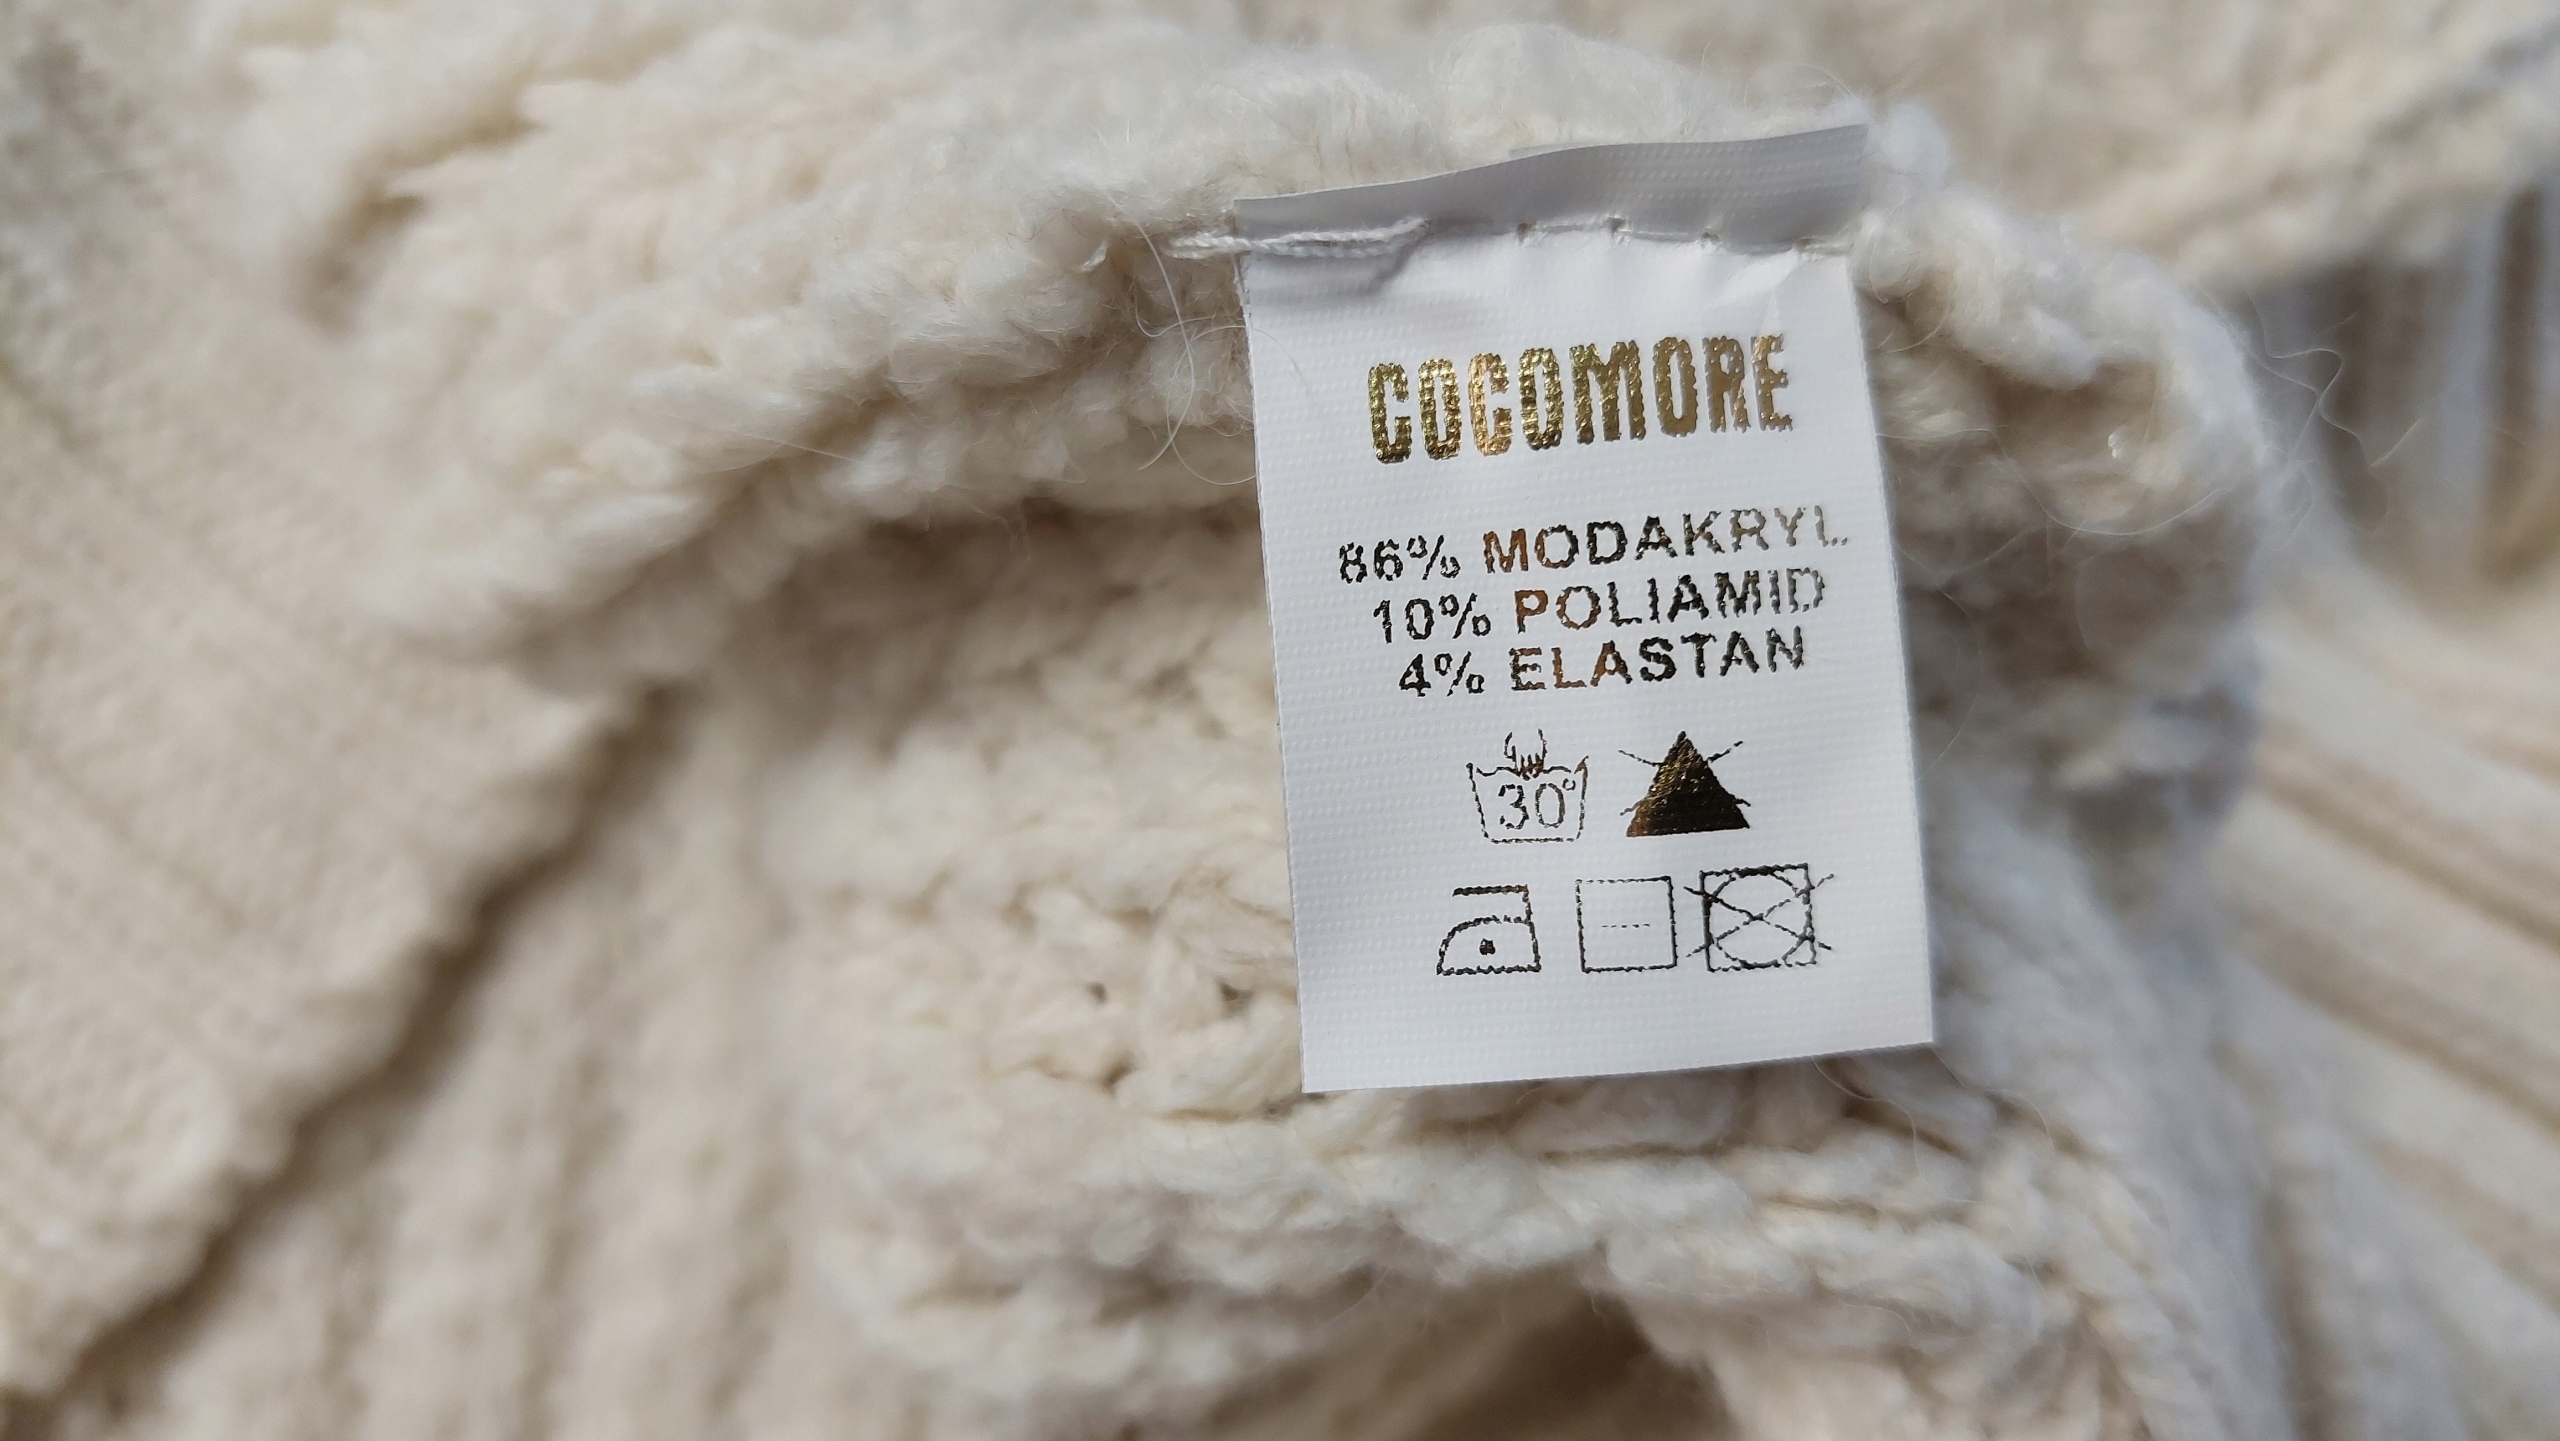 COCOMORE
86% MODAKRYL
10% POLIAMID
4% ELASTAN
30°